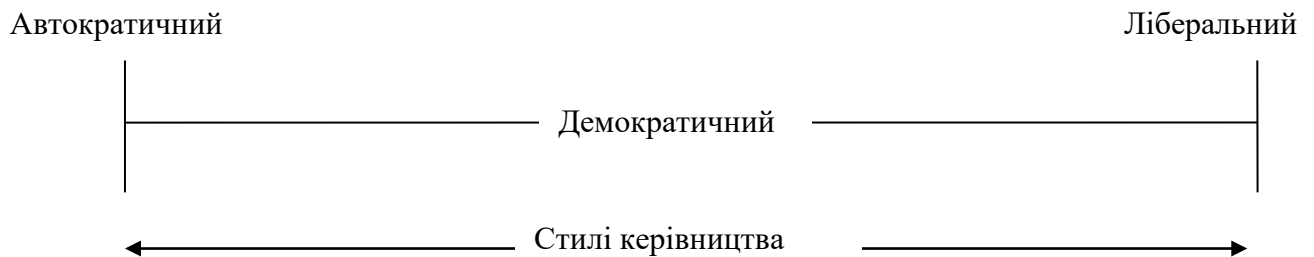 Автократичний Ліберальний
Демократичний
Стилі керівництва